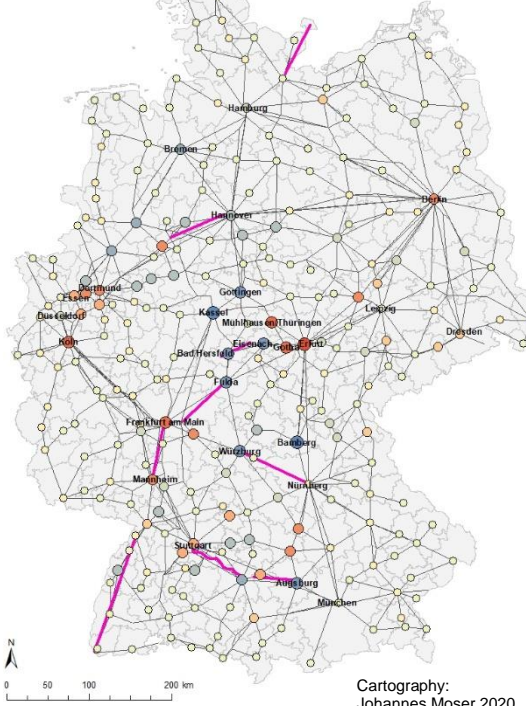 Hamburg
Bremen
Berlin
Hannover
Göttingen
Dortmund
Essen
Kassel
Leipzig
Düsseldorf
Mühlhausen/Thüringen
Dresden
Köln
Bad Hersfeld
Eisenach
Gotha
Erfurt
Fulda
Frankfurt am Main
Würzburg
Bamberg
Mannheim
Nürnberg
Stuttgart
Augsburg
München
N
0 50 100 200 km
Cartography:
Johannes Moser 2020